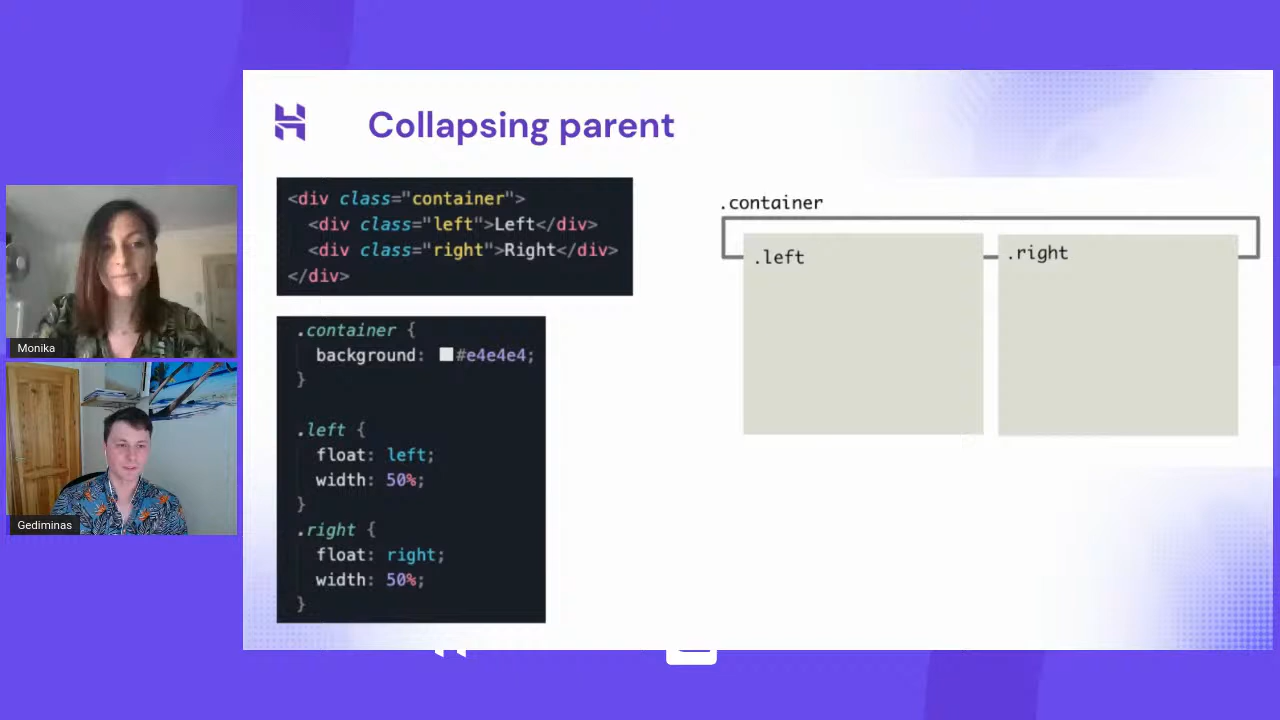 Collapsing parent
<div class="container">
<div class="left">Left</div>
<div class="right">Right</div>
</div>
.container {
background: #e4e4e4;
}
.left {
float: left;
width: 50%;
}
.right {
float: right;
width: 50%;
}
.container
.left
.right
Monika
Gediminas